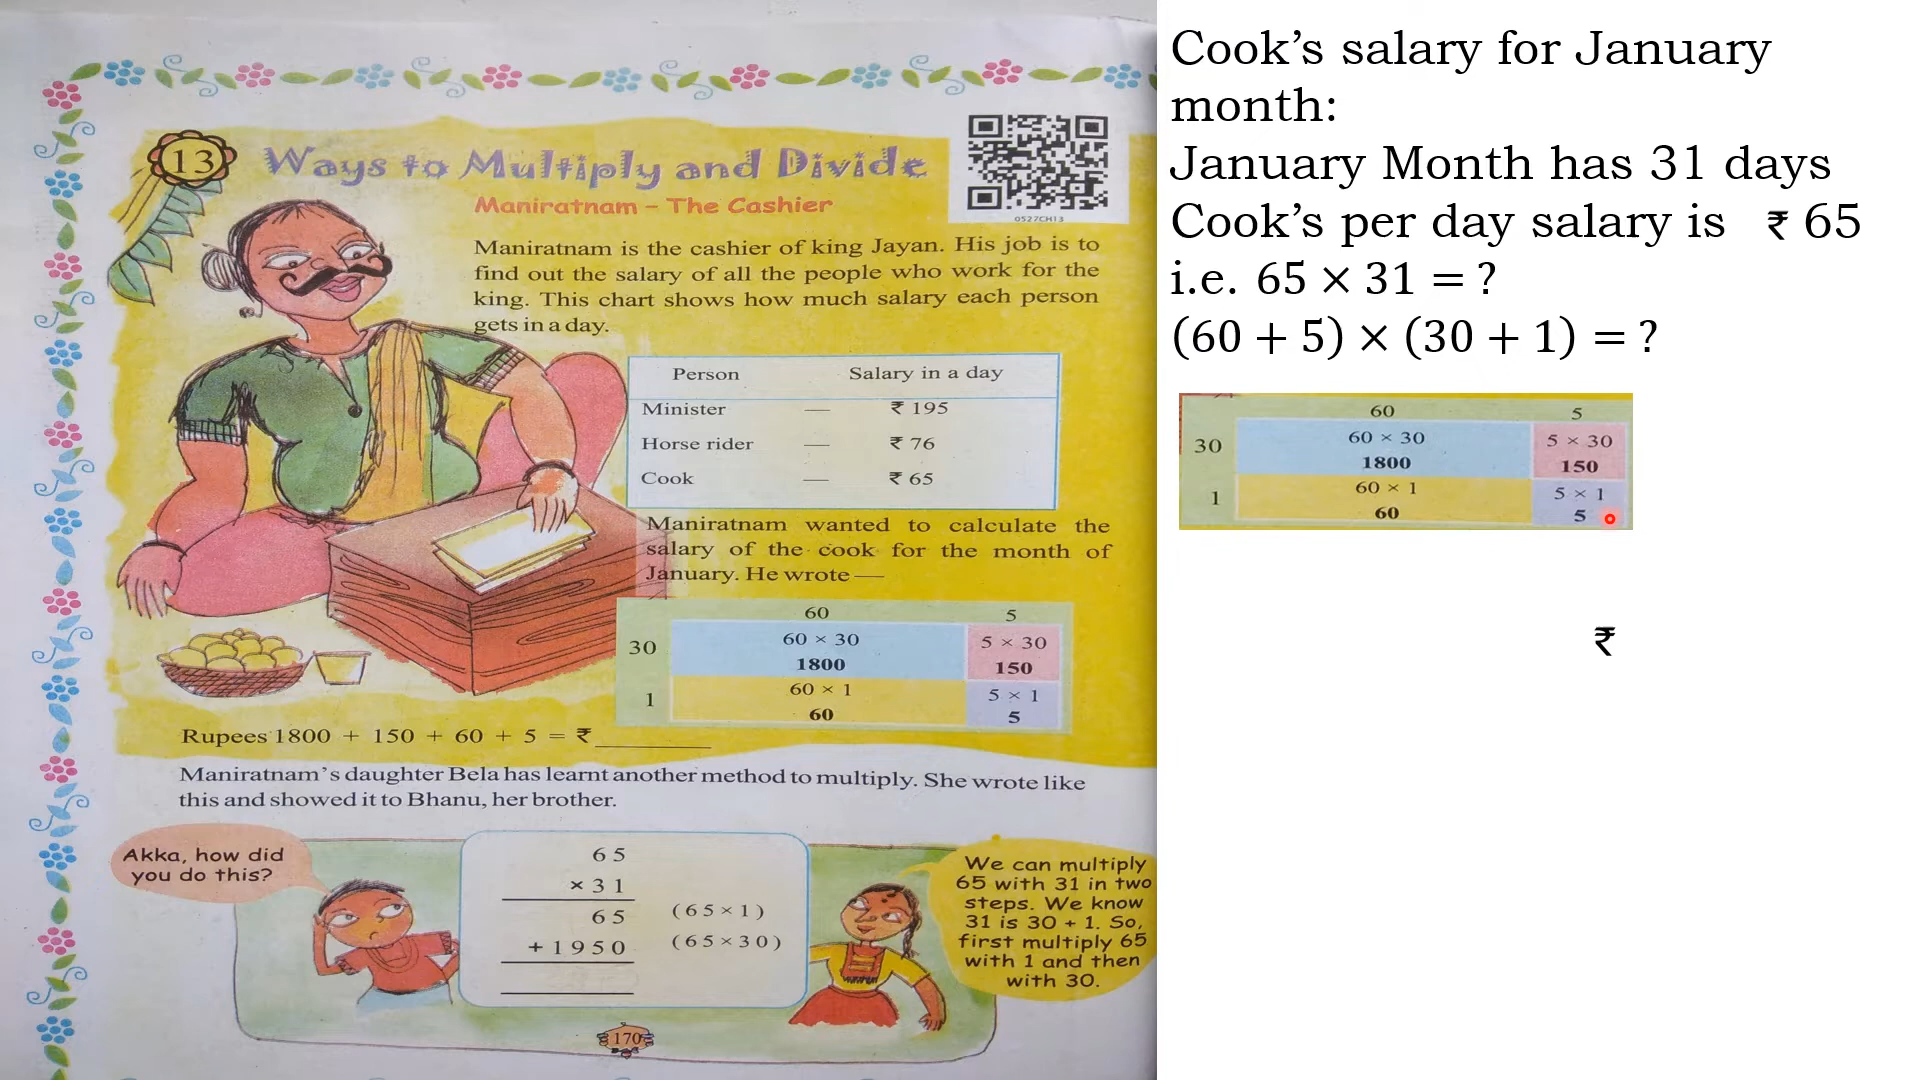 13
Ways to Multiply and Divide
0527CH13
Maniratnam – The Cashier
Maniratnam is the cashier of king Jayan. His job is to
find out the salary of all the people who work for the
king. This chart shows how much salary each person
gets in a day.
Person Salary in a day
Minister — ₹ 195
Horse rider — ₹ 76
Cook — ₹ 65
Maniratnam wanted to calculate the
salary of the cook for the month of
January. He wrote —
60 5
30 60 × 30 5 × 30
1800 150
1 60 × 1 5 × 1
60 5
Rupees 1800 + 150 + 60 + 5 = ₹ ________
Maniratnam's daughter Bela has learnt another method to multiply. She wrote like
this and showed it to Bhanu, her brother.
Akka, how did
you do this?
6 5
× 3 1
6 5 (65 × 1)
+ 1 9 5 0 (65 × 30)
We can multiply
65 with 31 in two
steps. We know
31 is 30 + 1. So,
first multiply 65
with 1 and then
with 30.
170
Cook’s salary for January
month:
January Month has 31 days
Cook’s per day salary is ₹ 65
i.e. 65 × 31 = ?
(60 + 5) × (30 + 1) = ?
60 5
30 60 × 30 5 × 30
1800 150
1 60 × 1 5 × 1
60 5
₹